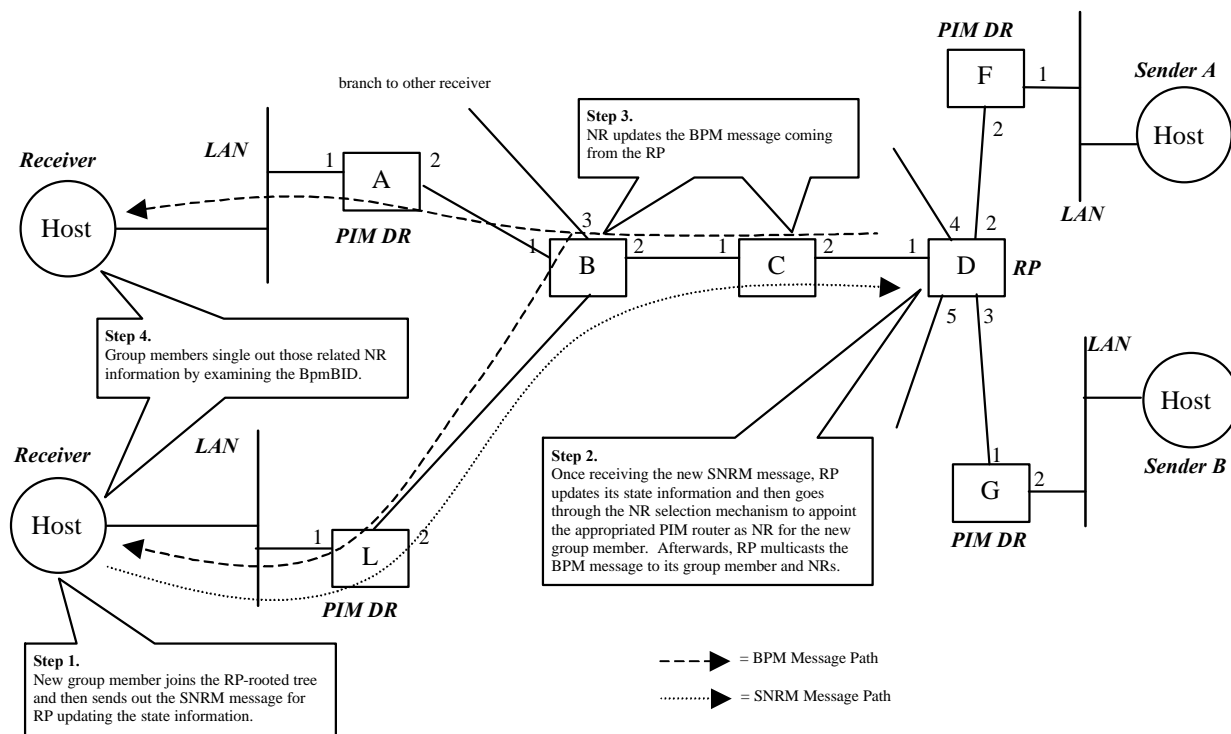 PIM DR
F
1
2
Sender A
Host
LAN
branch to other receiver
Step 3.
NR updates the BPM message coming
from the RP
Receiver
Host
LAN
1
A
2
PIM DR
3
1
B
2
1
C
2
1
D
4
2
5
3
RP
Step 4.
Group members single out those related NR
information by examining the BpmBID.
Receiver
Host
LAN
1
L
2
PIM DR
Step 2.
Once receiving the new SNRM message, RP
updates its state information and then goes
through the NR selection mechanism to appoint
the appropriated PIM router as NR for the new
group member. Afterwards, RP multicasts the
BPM message to its group member and NRs.
LAN
Host
Sender B
1
G
2
PIM DR
Step 1.
New group member joins the RP-rooted tree
and then sends out the SNRM message for
RP updating the state information.
= BPM Message Path
= SNRM Message Path